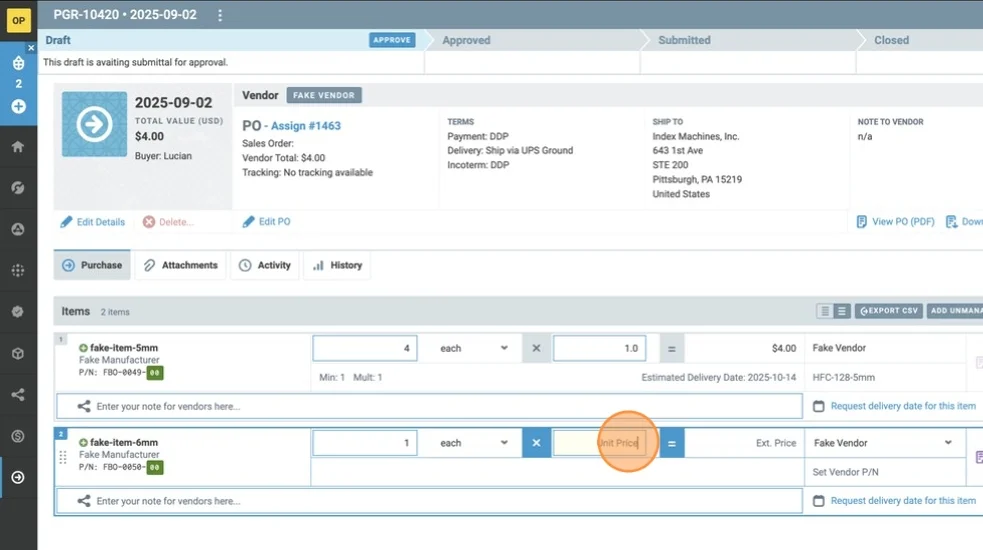 OP
PGR-10420 • 2025-09-02
2
Draft
APPROVE
Approved
Submitted
Closed
This draft is avaiting submittal for approval.
2025-09-02
TOTAL VALUE (USD)
$4.00
Buyer: Lucian
Vendor
FAKE VENDOR
PO - Assign #1463
Sales Order:
Vendor Total: $4.00
Tracking: No tracking available
TERMS
Payment: DDP
Delivery: Ship via UPS Ground
Incoterm: DDP
SHIP TO
Index Machines, Inc.
643 1st Ave
STE 200
Pittsburgh, PA 15219
United States
NOTE TO VENDOR
n/a
Edit Details
Delete...
Edit PO
View PO (PDF)
Purchase
Attachments
Activity
History
Items 2 items
EXPORT CSV
1
fake-item-5mm
Fake Manufacturer
P/N: FBO-0049-00
4
each
1.0
=
$4.00
Fake Vendor
Min: 1 Mult: 1
Estimated Delivery Date: 2025-10-14
HFC-128-5mm
Enter your note for vendors here...
Request delivery date for this item
2
fake-item-6mm
Fake Manufacturer
P/N: FBO-0050-00
1
each
Unit Price
=
Ext. Price
Fake Vendor
Set Vendor P/N
Enter your note for vendors here...
Request delivery date for this item